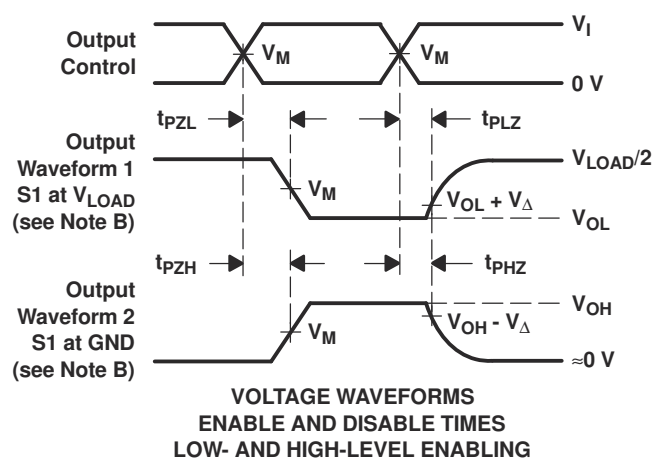 Output
Control
V_M
V_M
V_I
0 V
t_PZL
t_PLZ
Output
Waveform 1
S1 at V_LOAD
(see Note B)
V_M
V_OL + V_Δ
V_LOAD/2
V_OL
t_PZH
t_PHZ
Output
Waveform 2
S1 at GND
(see Note B)
V_M
V_OH - V_Δ
V_OH
≈0 V
VOLTAGE WAVEFORMS
ENABLE AND DISABLE TIMES
LOW- AND HIGH-LEVEL ENABLING